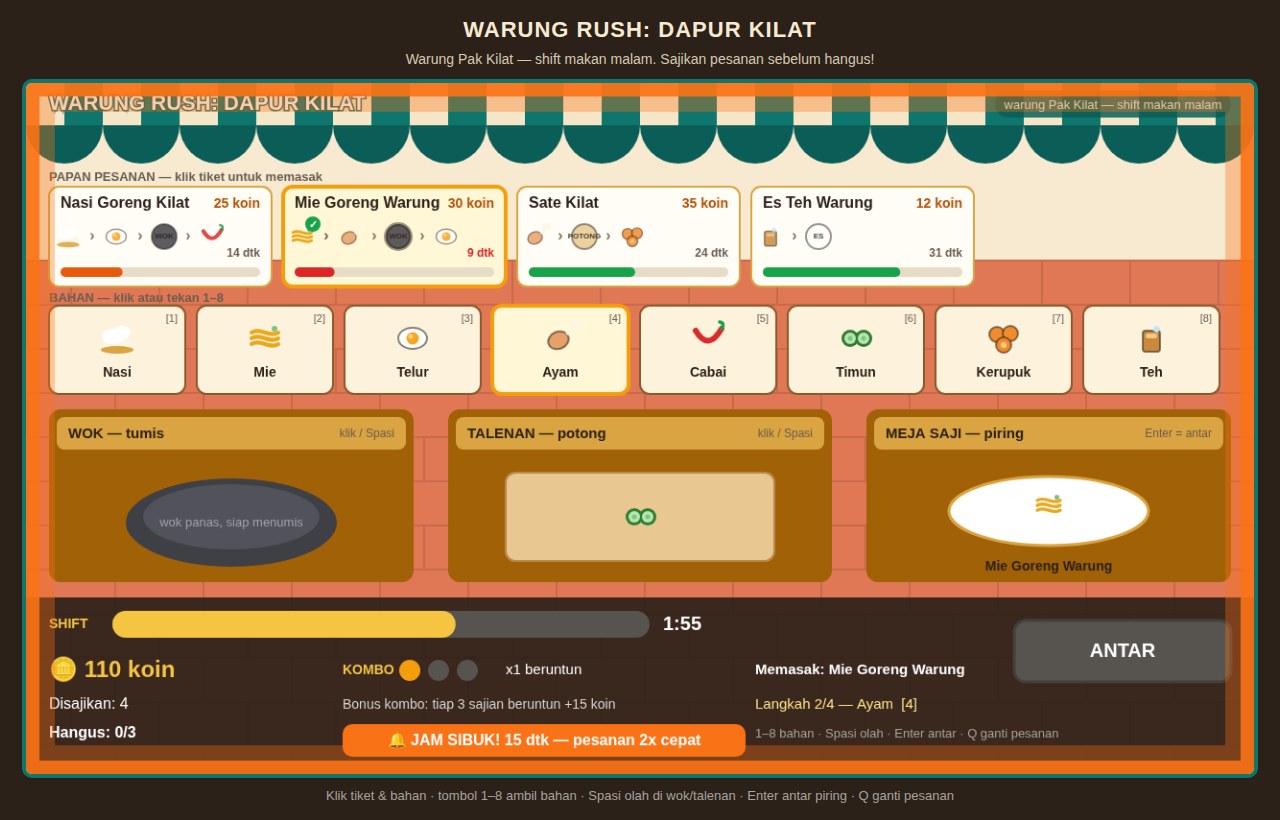 WARUNG RUSH: DAPUR KILAT
Warung Pak Kilat — shift makan malam. Sajikan pesanan sebelum hangus!
WARUNG RUSH: DAPUR KILAT
warung Pak Kilat — shift makan malam
PAPAN PESANAN — klik tiket untuk memasak
Nasi Goreng Kilat 25 koin
› › WOK ›
14 dtk
Mie Goreng Warung 30 koin
✓ › › WOK ›
9 dtk
Sate Kilat 35 koin
› POTONG ›
24 dtk
Es Teh Warung 12 koin
› ES
31 dtk
BAHAN — klik atau tekan 1–8
[1] Nasi
[2] Mie
[3] Telur
[4] Ayam
[5] Cabai
[6] Timun
[7] Kerupuk
[8] Teh
WOK — tumis klik / Spasi
wok panas, siap menumis
TALENAN — potong klik / Spasi
MEJA SAJI — piring Enter = antar
Mie Goreng Warung
SHIFT 1:55
110 koin
Disajikan: 4
Hangus: 0/3
KOMBO x1 beruntun
Bonus kombo: tiap 3 sajian beruntun +15 koin
🔔 JAM SIBUK! 15 dtk — pesanan 2x cepat
Memasak: Mie Goreng Warung
Langkah 2/4 — Ayam [4]
1–8 bahan · Spasi olah · Enter antar · Q ganti pesanan
ANTAR
Klik tiket & bahan · tombol 1–8 ambil bahan · Spasi olah di wok/talenan · Enter antar piring · Q ganti pesanan